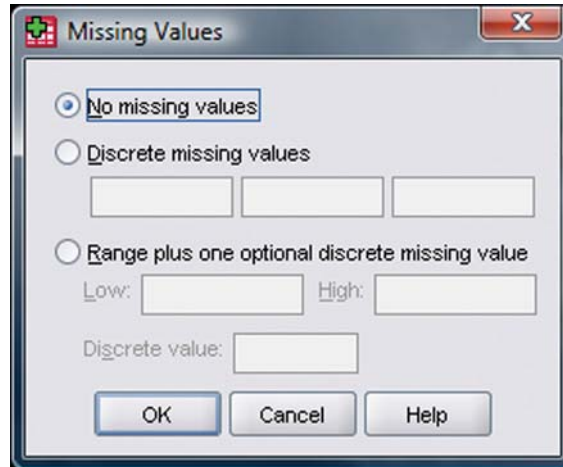 Missing Values
No missing values
Discrete missing values
Range plus one optional discrete missing value
Low: High:
Discrete value:
OK Cancel Help